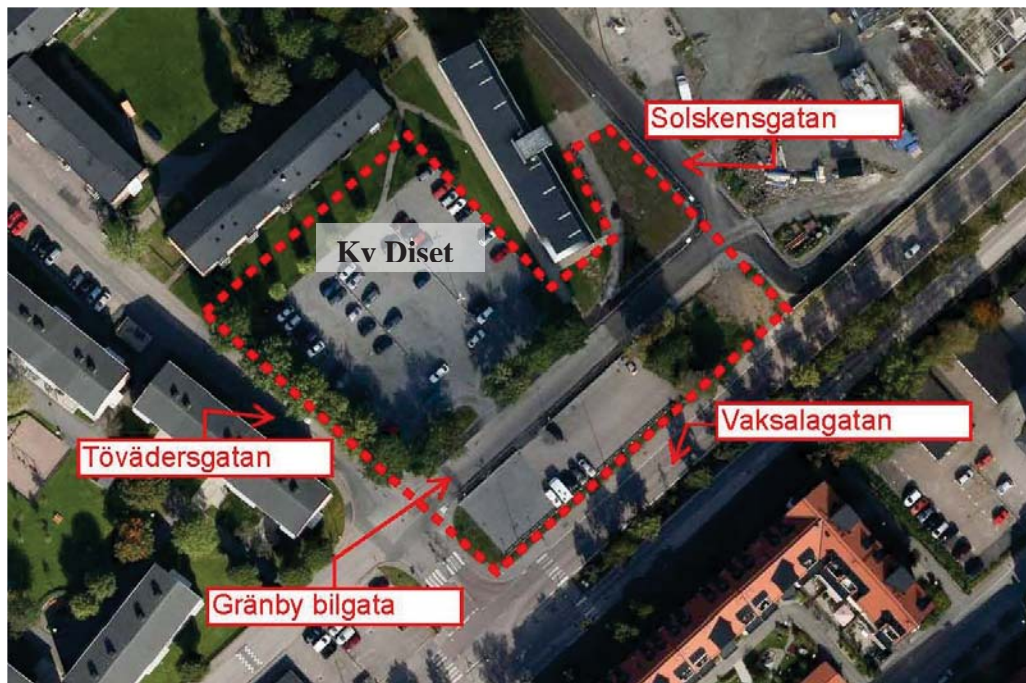 Solskensgatan
Kv Diset
Vaksalagatan
Tövädersgatan
Gränby bilgata